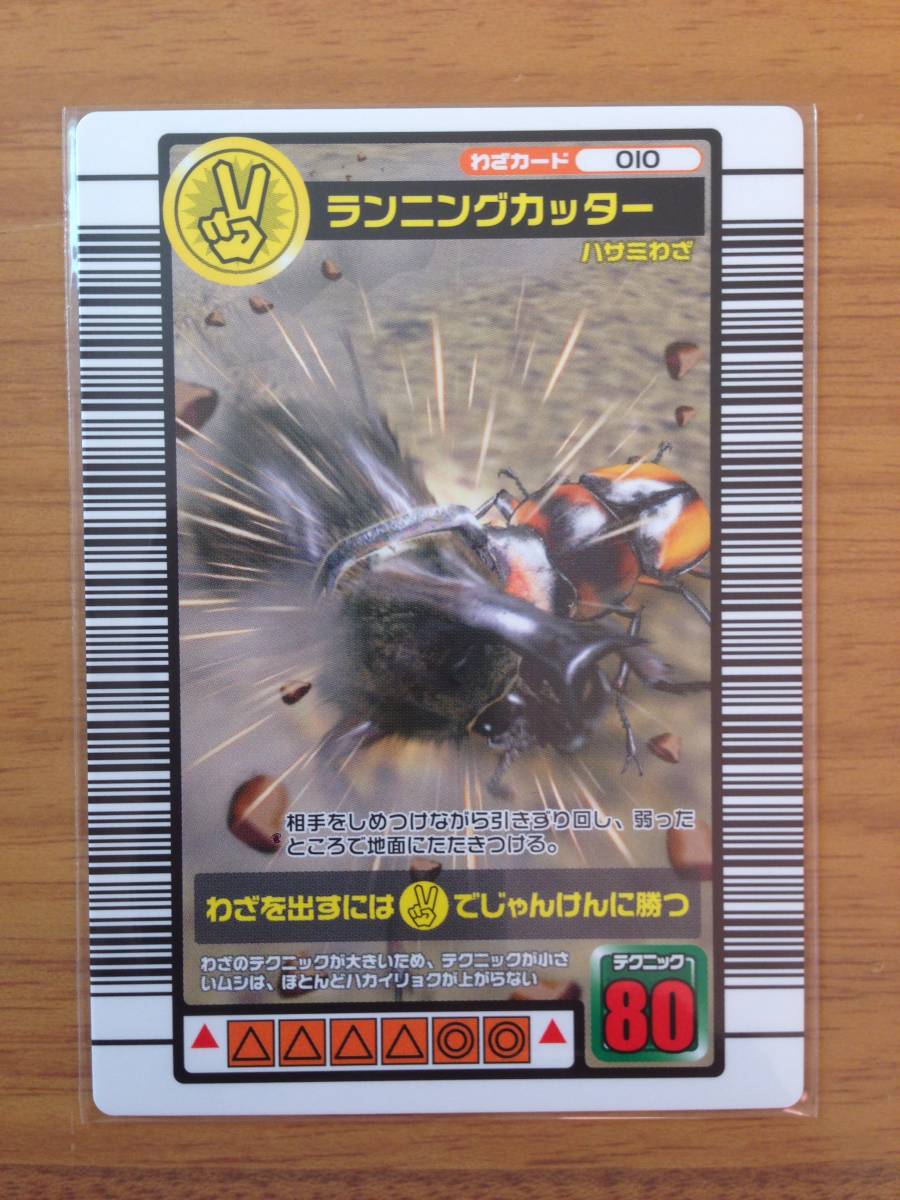 わざカード 010
ランニングカッター
ハサミわざ
相手をしめつけながら引きずり回し、弱った
ところで地面にたたきつける。
わざを出すには でじゃんけんに勝つ
わざのテクニックが大きいため、テクニックが小さ
いムシは、ほとんどハカイリョクが上がらない
テクニック
80